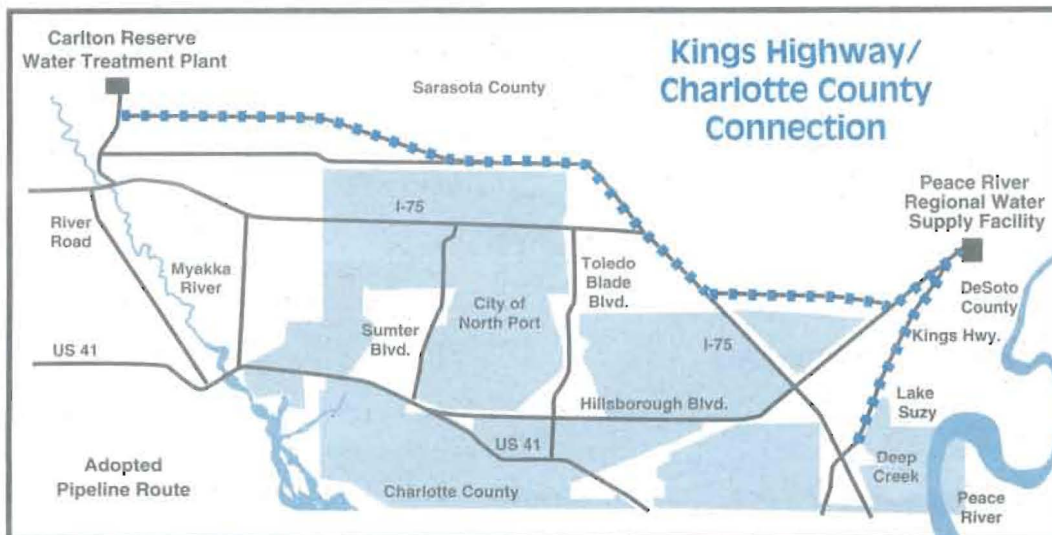 Carlton Reserve
Water Treatment Plant
Kings Highway/
Charlotte County
Connection
Sarasota County
Peace River
Regional Water
Supply Facility
I-75
River
Road
Myakka
River
Toledo
Blade
Blvd.
DeSoto
County
City of
North Port
Sumter
Blvd.
I-75
Kings Hwy.
US 41
Hillsborough Blvd.
Lake
Suzy
US 41
Adopted
Pipeline Route
Deep
Creek
Charlotte County
Peace
River